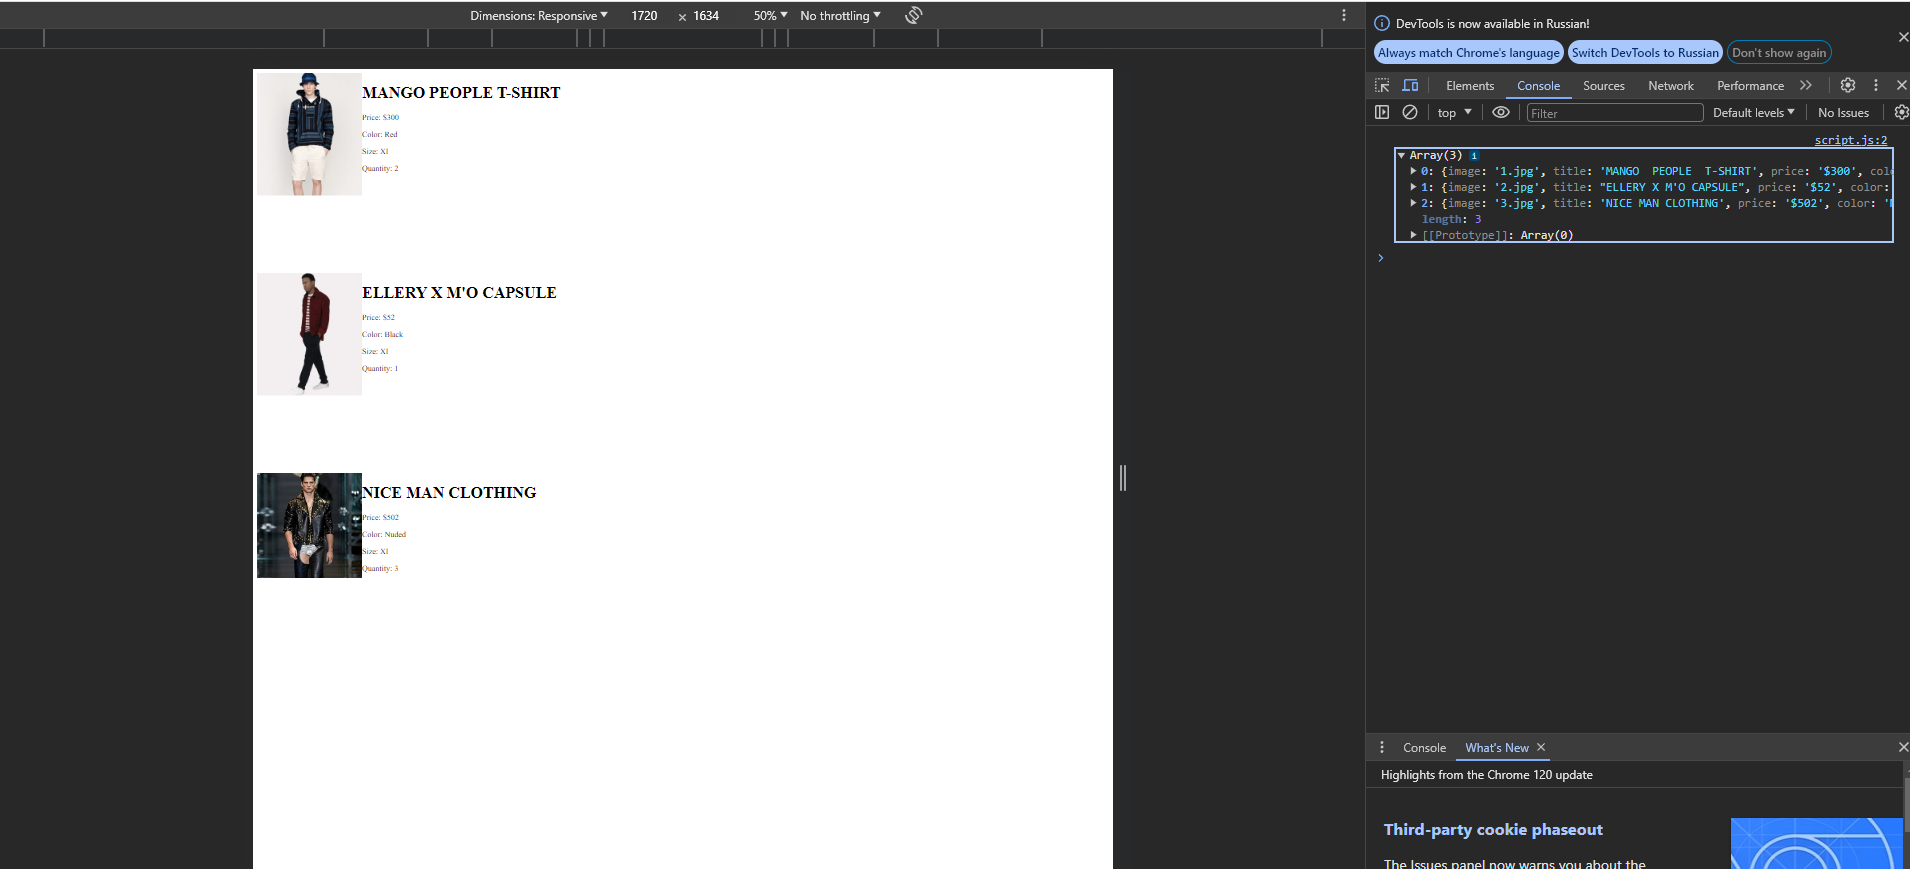 Dimensions: Responsive 1720 × 1634 50% No throttling
MANGO PEOPLE T-SHIRT
Price: $300
Color: Red
Size: Xl
Quantity: 2
ELLERY X M'O CAPSULE
Price: $52
Color: Black
Size: Xl
Quantity: 1
NICE MAN CLOTHING
Price: $502
Color: Nuded
Size: Xl
Quantity: 3
DevTools is now available in Russian!
Always match Chrome's language Switch DevTools to Russian Don't show again
Elements Console Sources Network Performance
top Filter Default levels No Issues
script.js:2
Array(3) i
0: {image: '1.jpg', title: 'MANGO  PEOPLE  T-SHIRT', price: '$300', col
1: {image: '2.jpg', title: "ELLERY X M'O CAPSULE", price: '$52', color:
2: {image: '3.jpg', title: 'NICE MAN CLOTHING', price: '$502', color: '
length: 3
[[Prototype]]: Array(0)
Console What's New
Highlights from the Chrome 120 update
Third-party cookie phaseout
The Issues panel now warns you about the